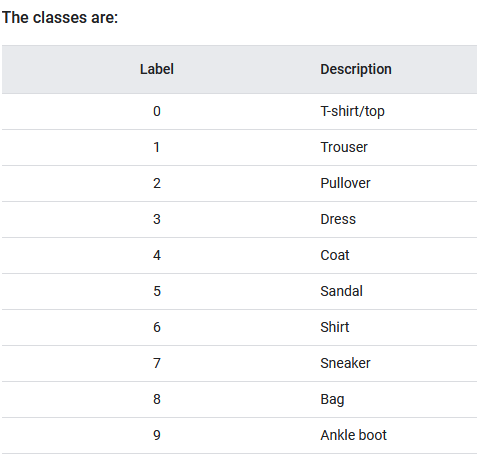 The classes are:
Label Description
0 T-shirt/top
1 Trouser
2 Pullover
3 Dress
4 Coat
5 Sandal
6 Shirt
7 Sneaker
8 Bag
9 Ankle boot